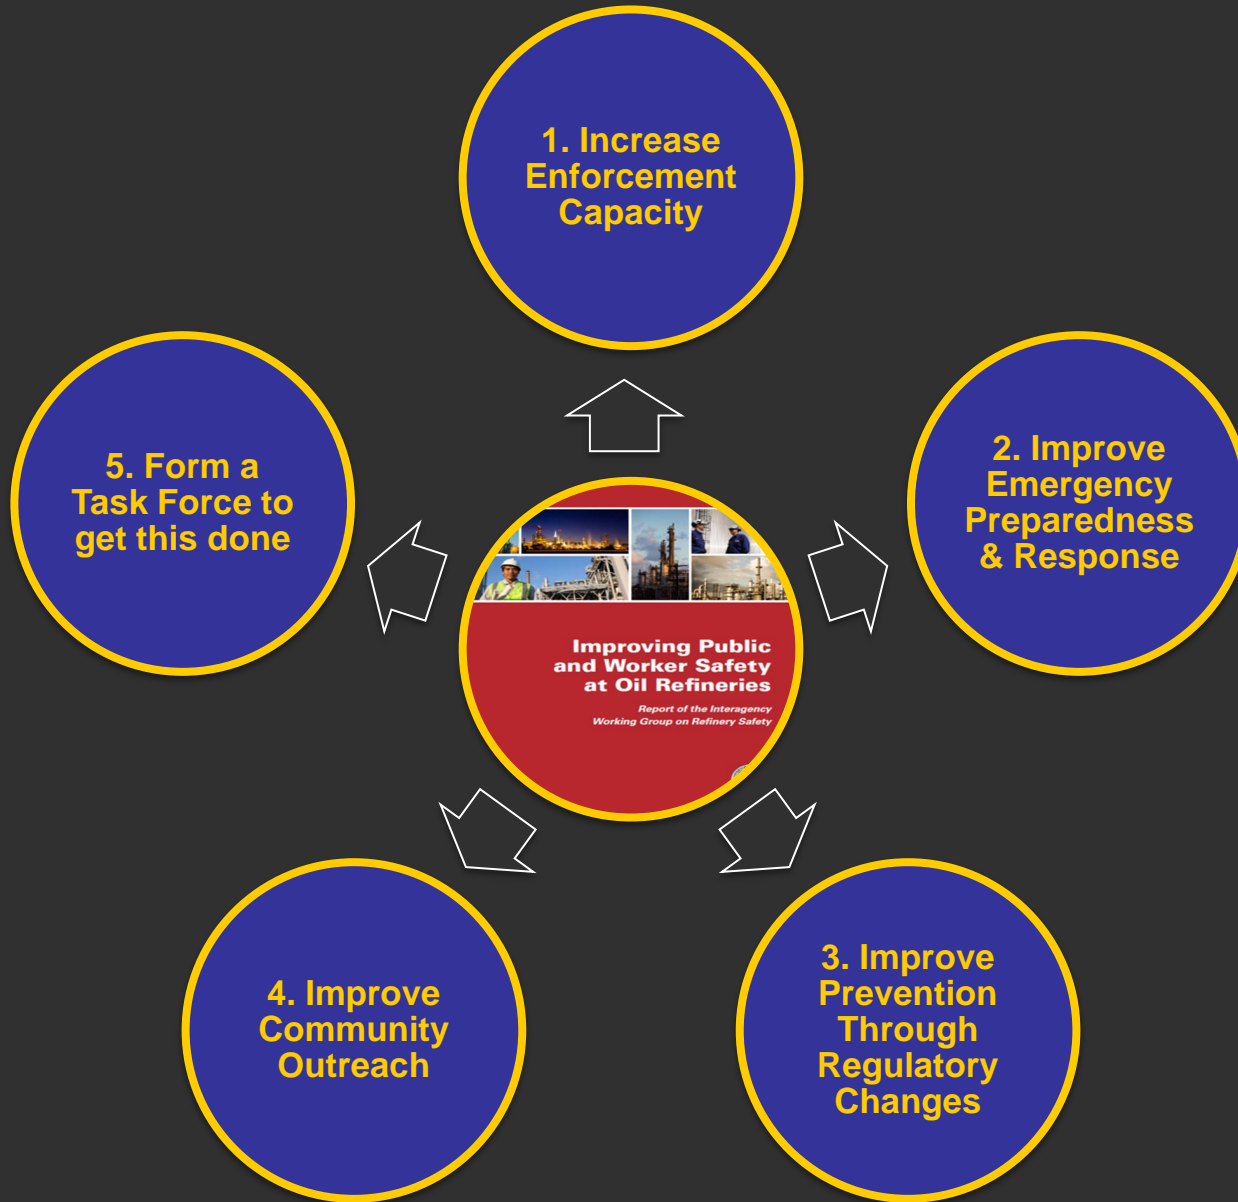 1. Increase
Enforcement
Capacity
2. Improve
Emergency
Preparedness
& Response
3. Improve
Prevention
Through
Regulatory
Changes
4. Improve
Community
Outreach
5. Form a
Task Force to
get this done
Improving Public
and Worker Safety
at Oil Refineries
Report of the Interagency
Working Group on Refinery Safety